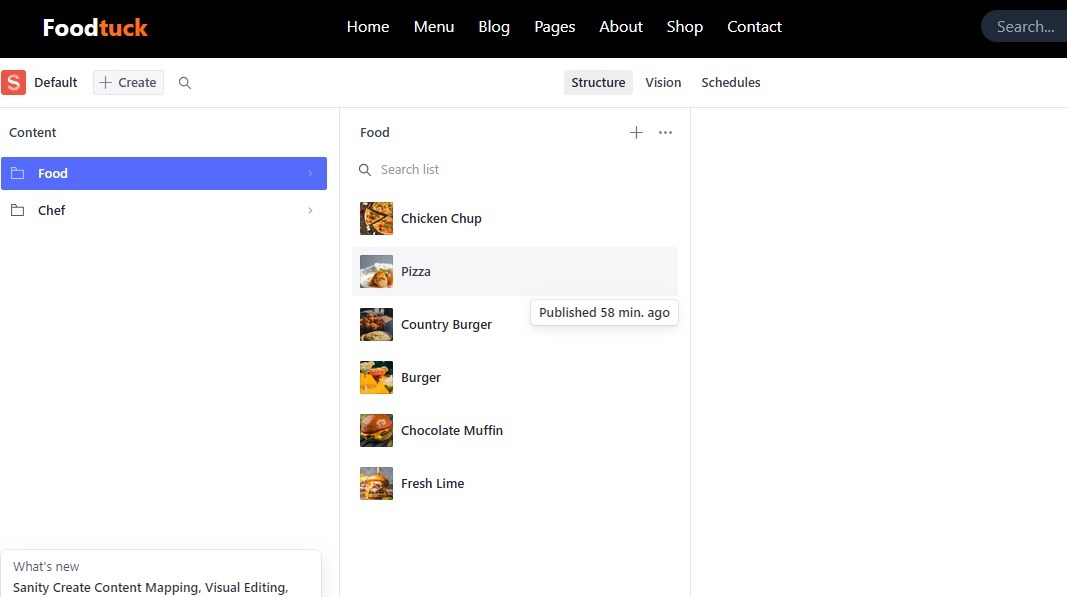 Foodtuck Home Menu Blog Pages About Shop Contact Search...
S Default + Create Structure Vision Schedules
Content
Food
Chef
Food
Search list
Chicken Chup
Pizza
Published 58 min. ago
Country Burger
Burger
Chocolate Muffin
Fresh Lime
What's new
Sanity Create Content Mapping, Visual Editing,